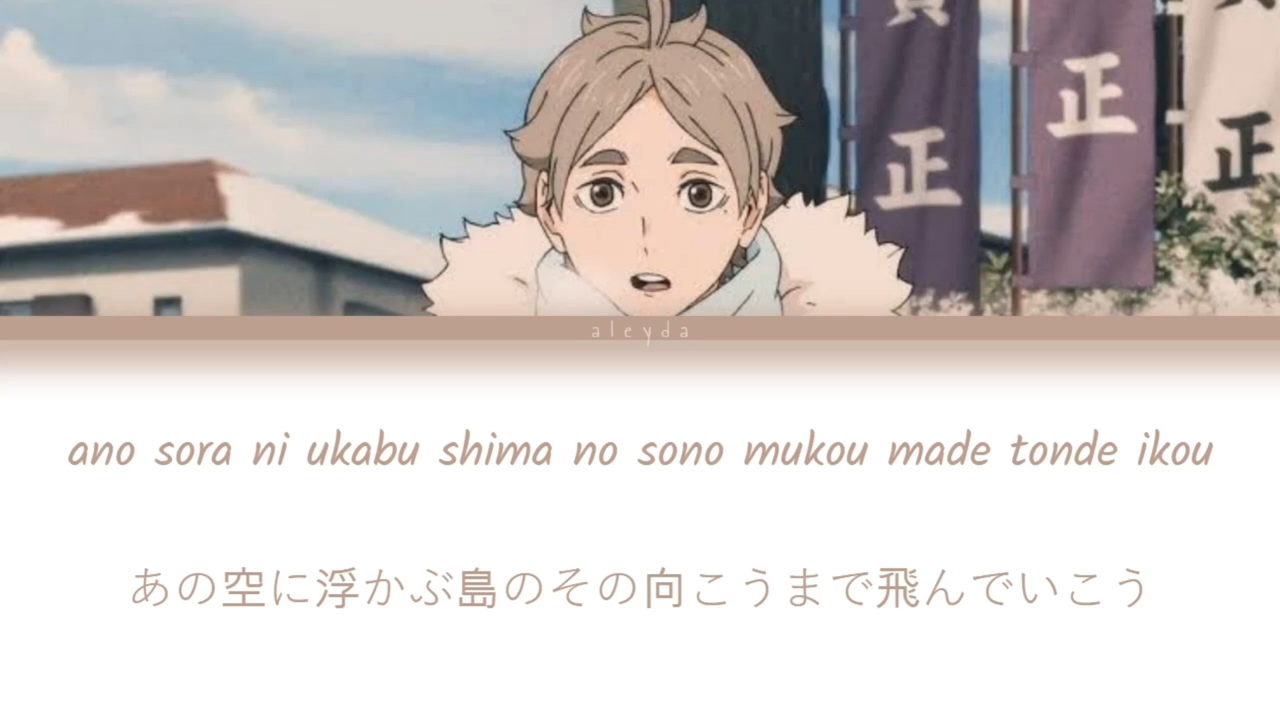 貢正
正
正
aleyda
ano sora ni ukabu shima no sono mukou made tonde ikou
あの空に浮かぶ島のその向こうまで飛んでいこう